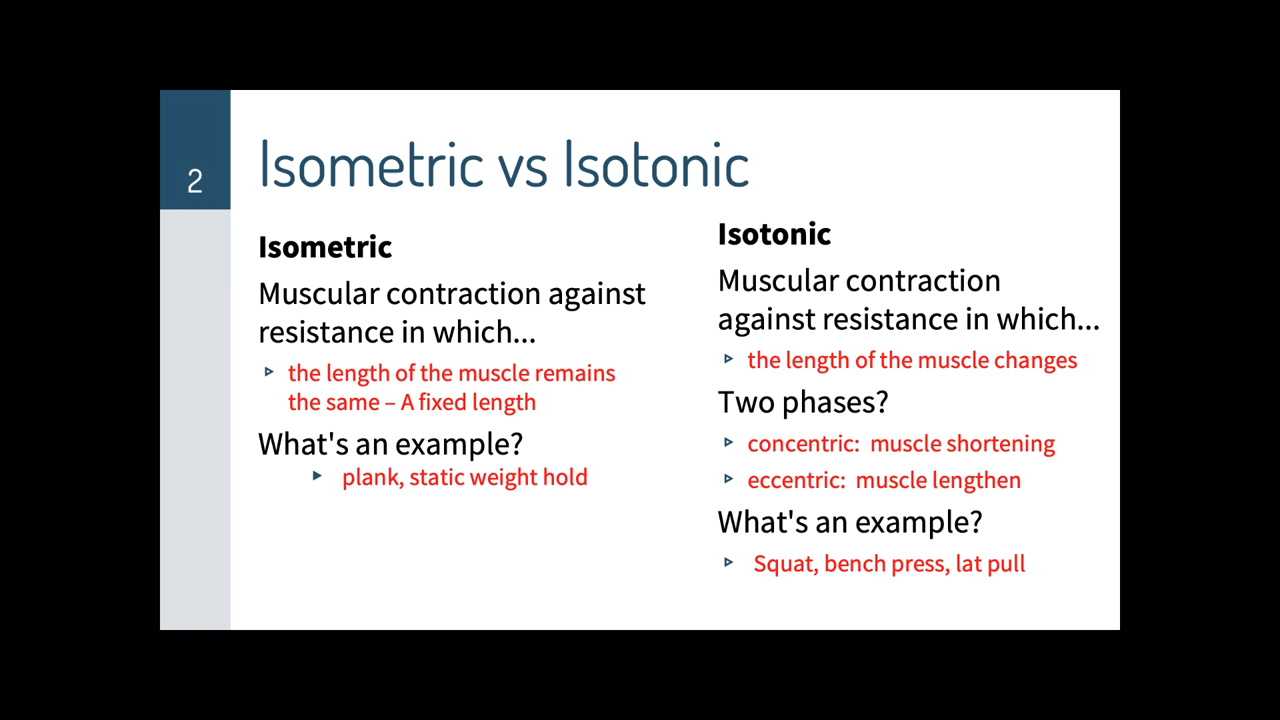 2
Isometric vs Isotonic
Isometric
Muscular contraction against
resistance in which...
the length of the muscle remains
the same – A fixed length
What's an example?
plank, static weight hold
Isotonic
Muscular contraction
against resistance in which...
the length of the muscle changes
Two phases?
concentric:  muscle shortening
eccentric:  muscle lengthen
What's an example?
Squat, bench press, lat pull